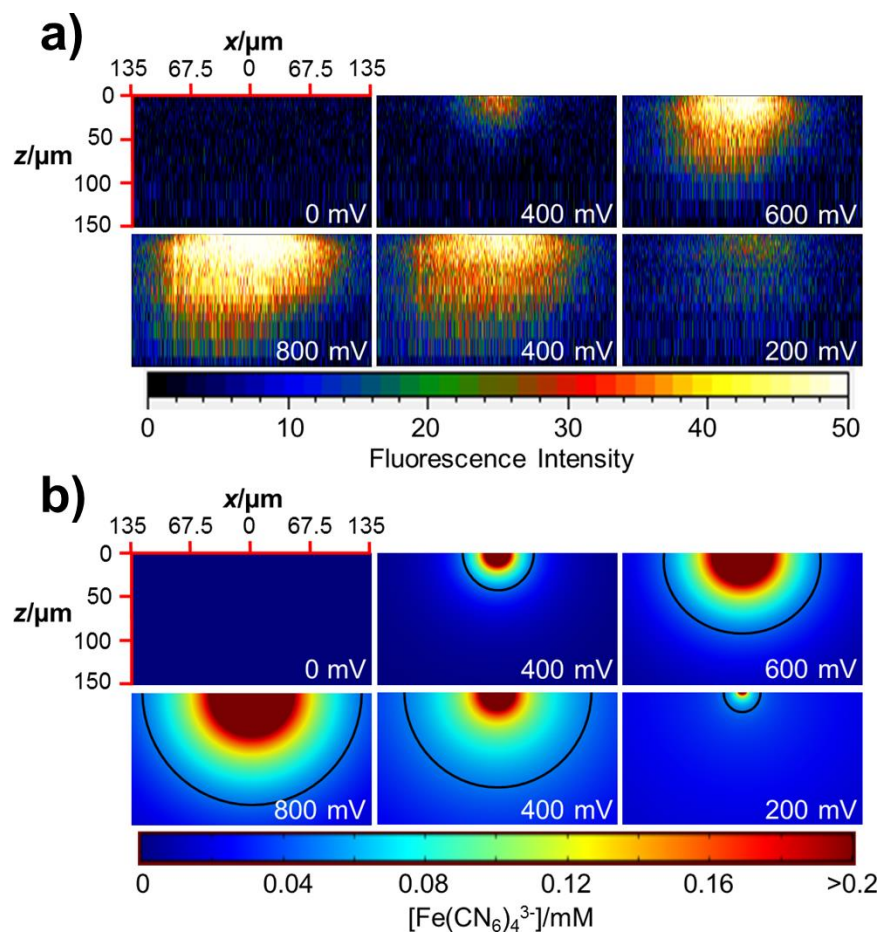 a)
x/µm
135 67.5 0 67.5 135
0
50
z/µm
100
150
0 mV 400 mV 600 mV
800 mV 400 mV 200 mV
0 10 20 30 40 50
Fluorescence Intensity
b)
x/µm
135 67.5 0 67.5 135
0
50
z/µm
100
150
0 mV 400 mV 600 mV
800 mV 400 mV 200 mV
0 0.04 0.08 0.12 0.16 >0.2
[Fe(CN₆)₄³⁻]/mM